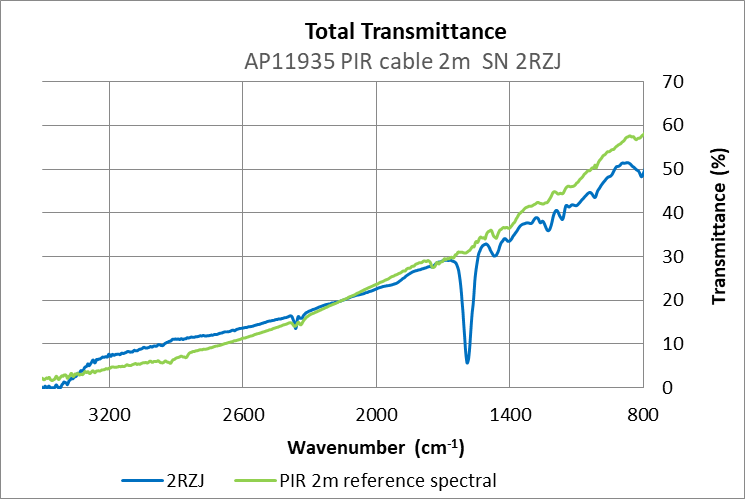 Total Transmittance
AP11935 PIR cable 2m  SN 2RZJ
70
60
50
40
30
20
10
0
Transmittance (%)
3200 2600 2000 1400 800
Wavenumber (cm-1)
2RZJ PIR 2m reference spectral